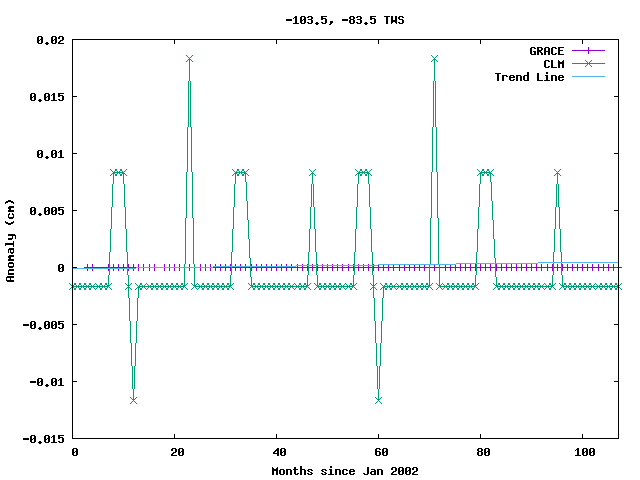 -103.5, -83.5 TWS
GRACE
CLM
Trend Line
0.02
0.015
0.01
0.005
0
-0.005
-0.01
-0.015
Anomaly (cm)
0 20 40 60 80 100
Months since Jan 2002